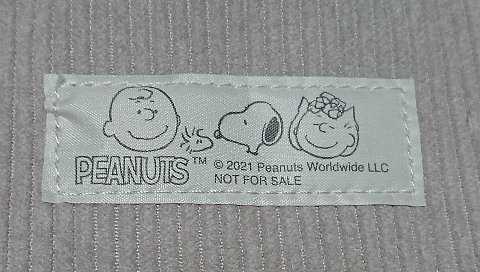 PEANUTS™ © 2021 Peanuts Worldwide LLC
NOT FOR SALE